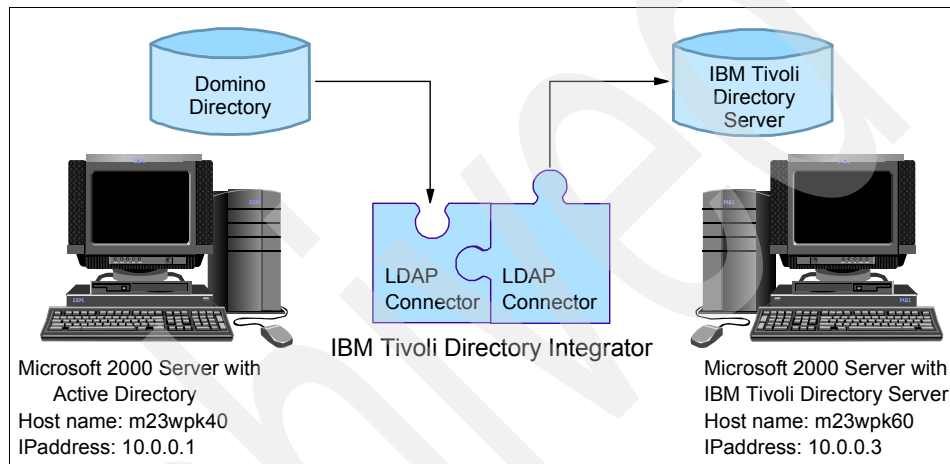 Domino
Directory
IBM Tivoli
Directory
Server
LDAP
Connector
LDAP
Connector
IBM Tivoli Directory Integrator
Microsoft 2000 Server with
Active Directory
Host name: m23wpk40
IPaddress: 10.0.0.1
Microsoft 2000 Server with
IBM Tivoli Directory Server
Host name: m23wpk60
IPaddress: 10.0.0.3